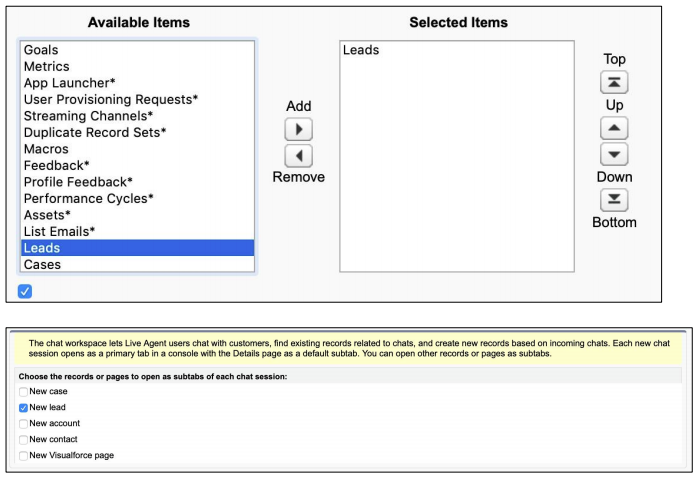 Available Items
Selected Items
Goals
Metrics
App Launcher*
User Provisioning Requests*
Streaming Channels*
Duplicate Record Sets*
Macros
Feedback*
Profile Feedback*
Performance Cycles*
Assets*
List Emails*
Leads
Cases
Add
Remove
Leads
Top
Up
Down
Bottom
The chat workspace lets Live Agent users chat with customers, find existing records related to chats, and create new records based on incoming chats. Each new chat
session opens as a primary tab in a console with the Details page as a default subtab. You can open other records or pages as subtabs.
Choose the records or pages to open as subtabs of each chat session:
New case
New lead
New account
New contact
New Visualforce page